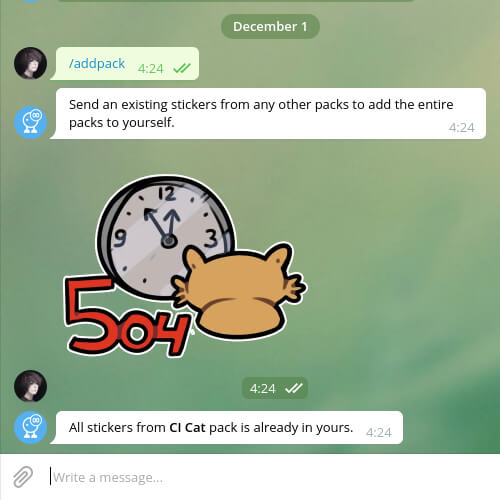 December 1
/addpack 4:24
Send an existing stickers from any other packs to add the entire
packs to yourself.
4:24
12
9 3
504
4:24
All stickers from CI Cat pack is already in yours. 4:24
Write a message...